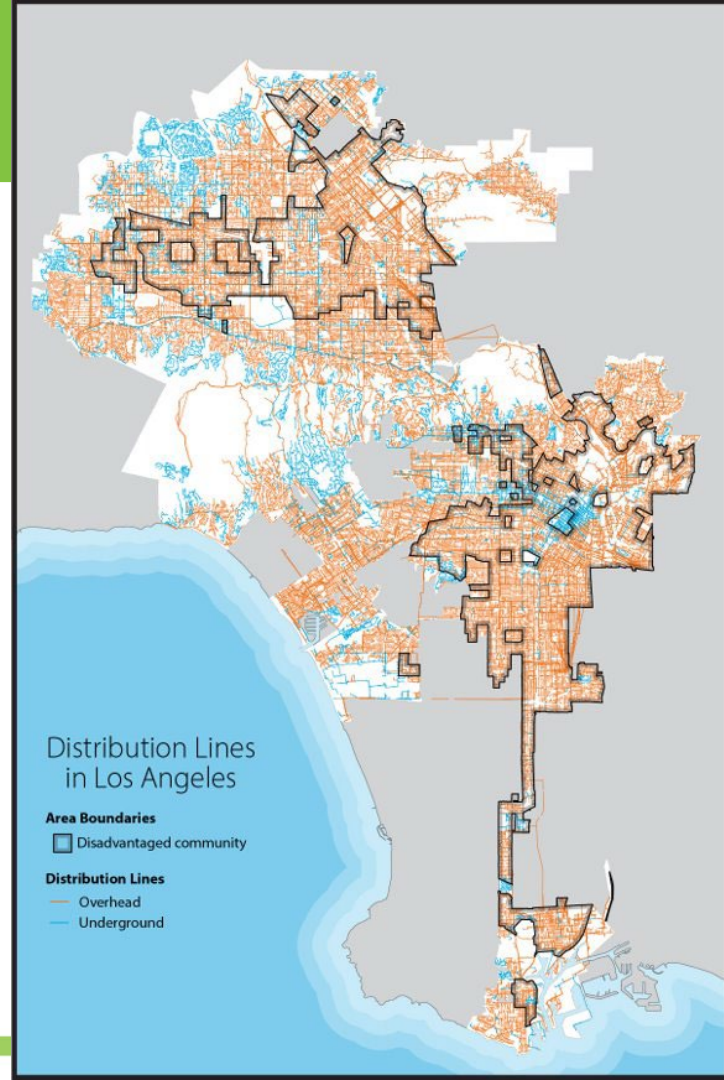 Distribution Lines
in Los Angeles
Area Boundaries
Disadvantaged community
Distribution Lines
Overhead
Underground